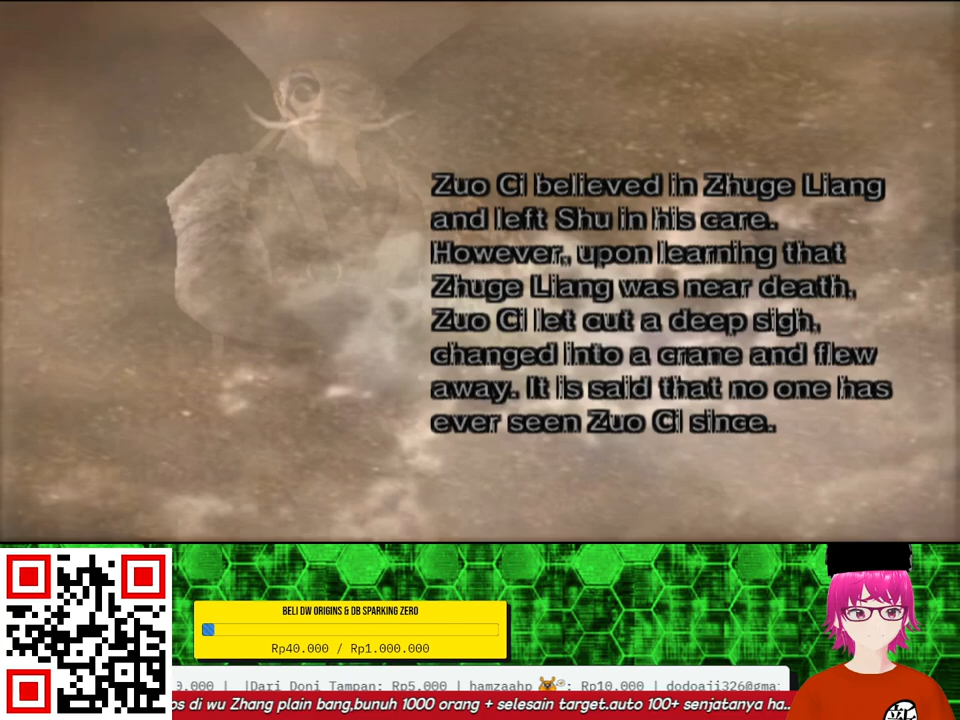 Zuo Ci believed in Zhuge Liang
and left Shu in his care.
However, upon learning that
Zhuge Liang was near death,
Zuo Ci let out a deep sigh,
changed into a crane and flew
away. It is said that no one has
ever seen Zuo Ci since.
BELI DW ORIGINS & DB SPARKING ZERO
Rp40.000 / Rp1.000.000
0.000 | |Dari Doni Tampan: Rp5.000 | hamzaahp : Rp10.000 | dodoaji326@gma
os di wu Zhang plain bang,bunuh 1000 orang + selesain target.auto 100+ senjatanya ha..